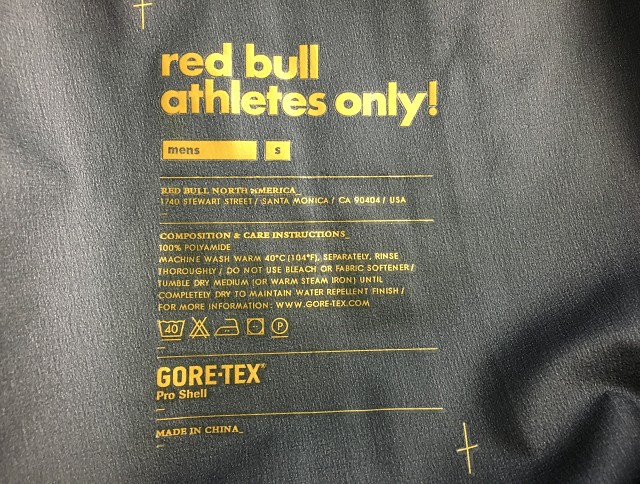 red bull
athletes only!
mens s
RED BULL NORTH AMERICA_
1740 STEWART STREET / SANTA MONICA / CA 90404 / USA
COMPOSITION & CARE INSTRUCTIONS_
100% POLYAMIDE
MACHINE WASH WARM 40°C (104°F), SEPARATELY, RINSE
THOROUGHLY / DO NOT USE BLEACH OR FABRIC SOFTENER /
TUMBLE DRY MEDIUM (OR WARM STEAM IRON) UNTIL
COMPLETELY DRY TO MAINTAIN WATER REPELLENT FINISH /
FOR MORE INFORMATION: WWW.GORE-TEX.COM
40 P
GORE-TEX®
Pro Shell
MADE IN CHINA_